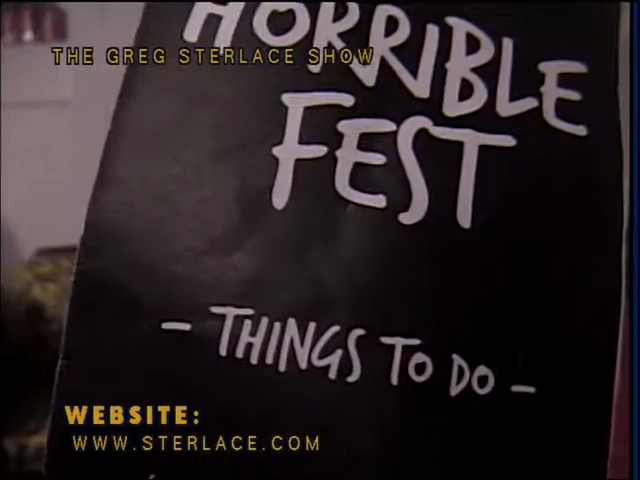 HORRIBLE
THE GREG STERLACE SHOW
FEST
- THINGS TO DO -
WEBSITE:
WWW.STERLACE.COM